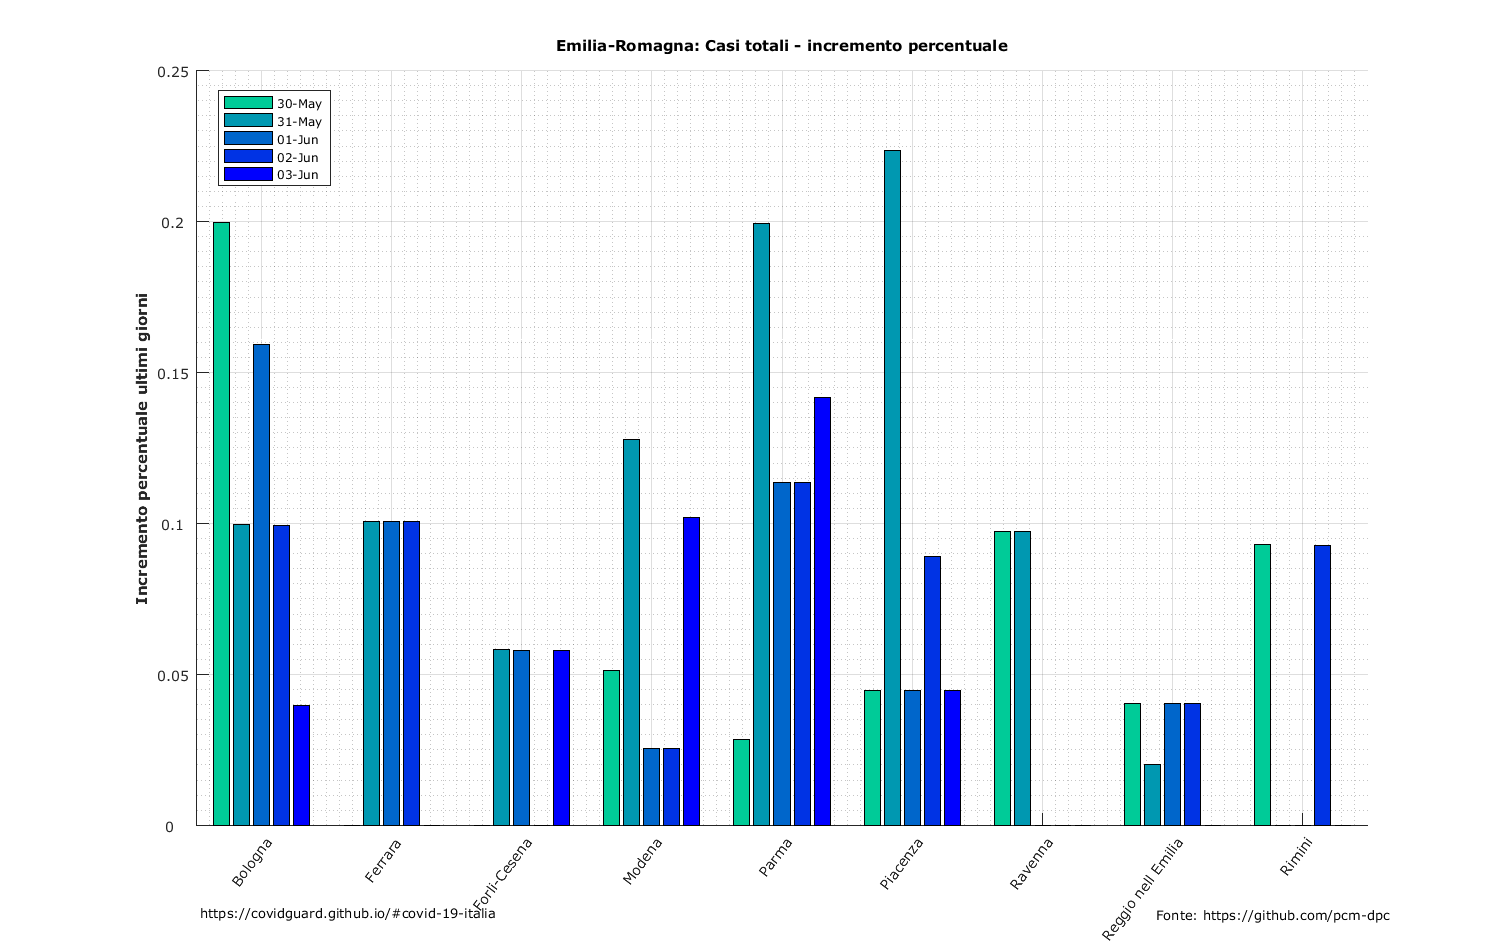 Emilia-Romagna: Casi totali - incremento percentuale
0.25
0.2
0.15
0.1
0.05
0
Incremento percentuale ultimi giorni
30-May
31-May
01-Jun
02-Jun
03-Jun
Bologna
Ferrara
Forlì-Cesena
Modena
Parma
Piacenza
Ravenna
Reggio nell Emilia
Rimini
https://covidguard.github.io/#covid-19-italia
Fonte: https://github.com/pcm-dpc